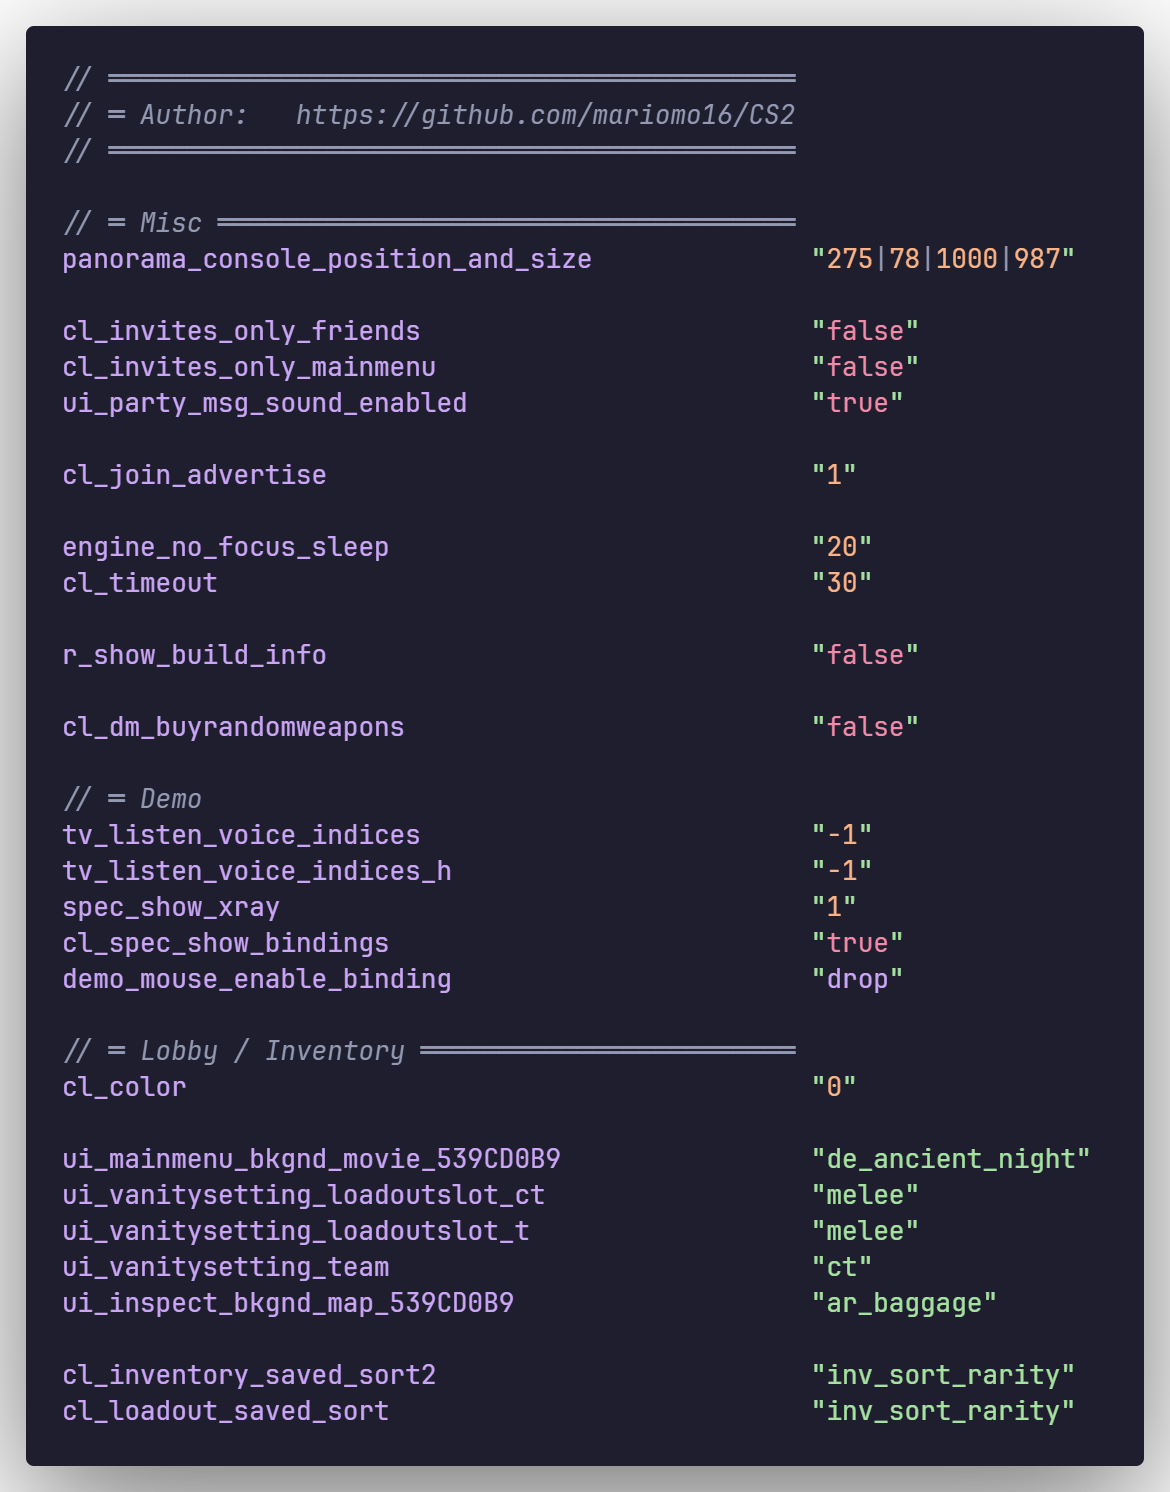 // ════════════════════════════════════════════
// = Author:   https://github.com/mariomo16/CS2
// ════════════════════════════════════════════
// = Misc ═════════════════════════════════════
panorama_console_position_and_size "275|78|1000|987"
cl_invites_only_friends "false"
cl_invites_only_mainmenu "false"
ui_party_msg_sound_enabled "true"
cl_join_advertise "1"
engine_no_focus_sleep "20"
cl_timeout "30"
r_show_build_info "false"
cl_dm_buyrandomweapons "false"
// = Demo
tv_listen_voice_indices "-1"
tv_listen_voice_indices_h "-1"
spec_show_xray "1"
cl_spec_show_bindings "true"
demo_mouse_enable_binding "drop"
// = Lobby / Inventory ════════════════════════
cl_color "0"
ui_mainmenu_bkgnd_movie_539CD0B9 "de_ancient_night"
ui_vanitysetting_loadoutslot_ct "melee"
ui_vanitysetting_loadoutslot_t "melee"
ui_vanitysetting_team "ct"
ui_inspect_bkgnd_map_539CD0B9 "ar_baggage"
cl_inventory_saved_sort2 "inv_sort_rarity"
cl_loadout_saved_sort "inv_sort_rarity"